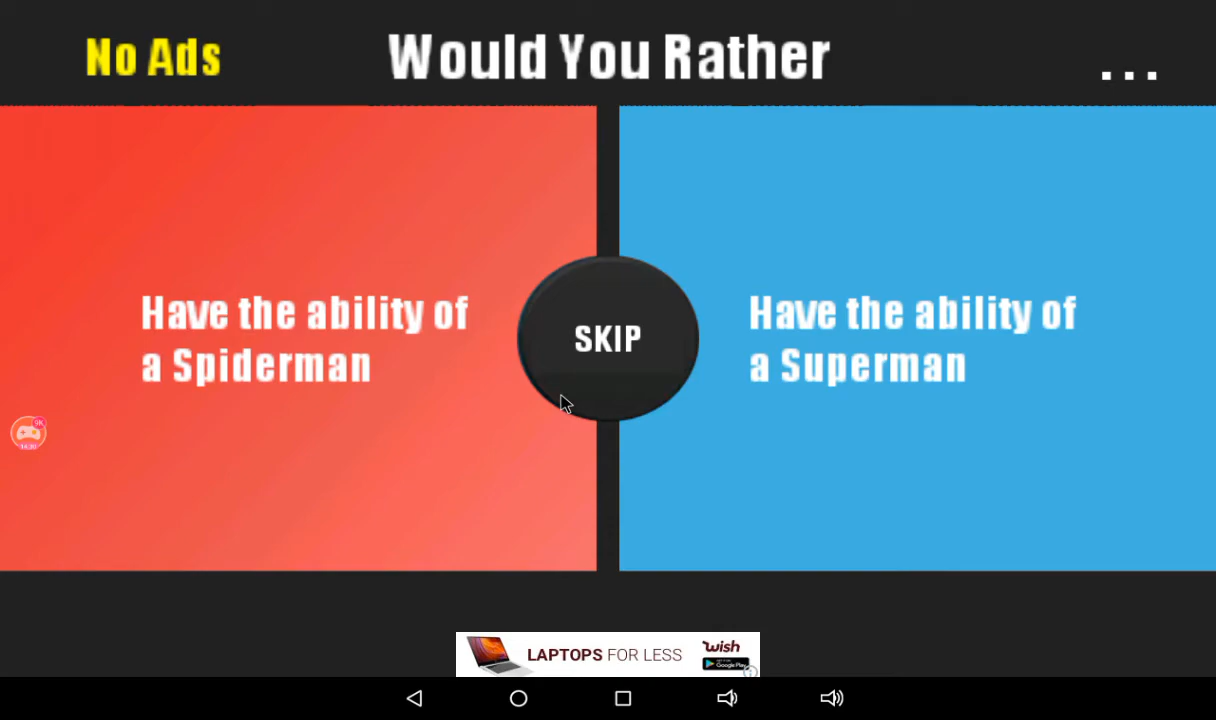 No Ads
Would You Rather
...
Have the ability of
a Spiderman
SKIP
Have the ability of
a Superman
LAPTOPS FOR LESS
wish
Google Play